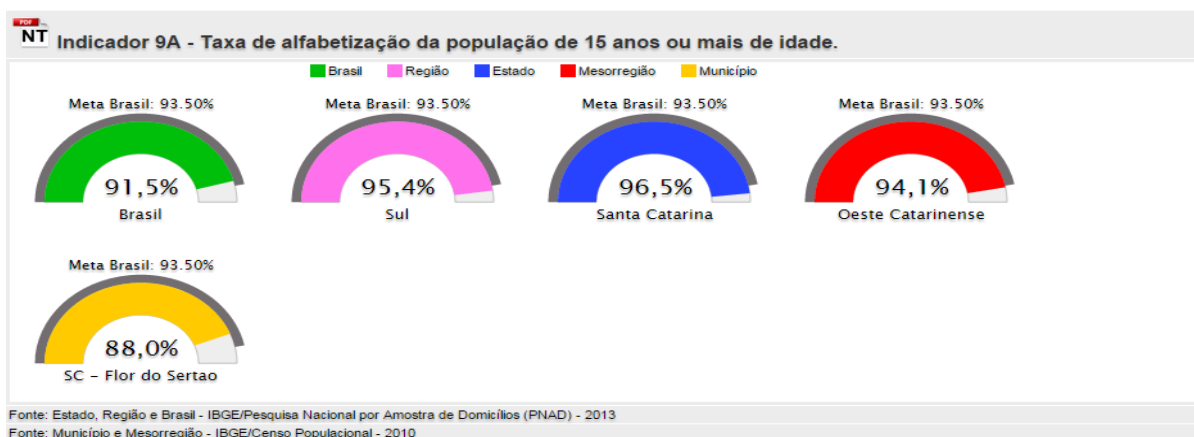 PDF
NT Indicador 9A - Taxa de alfabetização da população de 15 anos ou mais de idade.
Brasil Região Estado Mesorregião Município
Meta Brasil: 93.50% Meta Brasil: 93.50% Meta Brasil: 93.50% Meta Brasil: 93.50%
91,5% 95,4% 96,5% 94,1%
Brasil Sul Santa Catarina Oeste Catarinense
Meta Brasil: 93.50%
88,0%
SC - Flor do Sertao
Fonte: Estado, Região e Brasil - IBGE/Pesquisa Nacional por Amostra de Domicílios (PNAD) - 2013
Fonte: Município e Mesorregião - IBGE/Censo Populacional - 2010